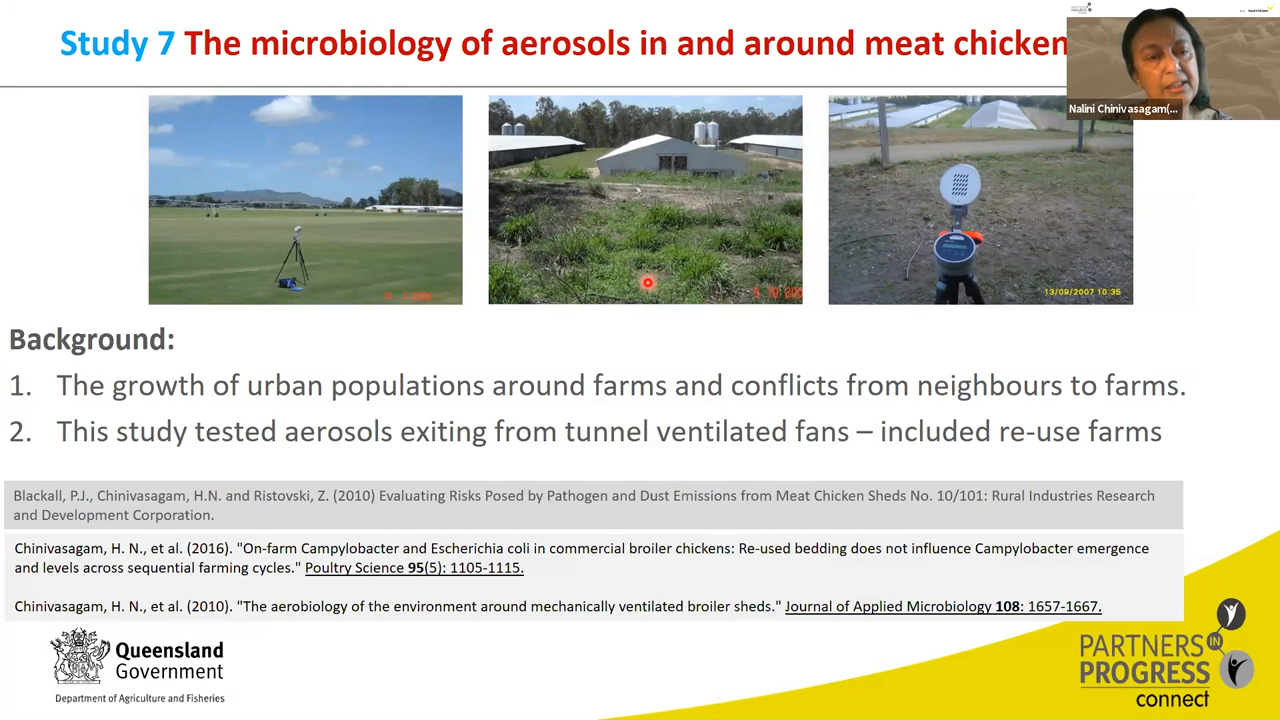 Study 7 The microbiology of aerosols in and around meat chicken
PARTNERS
PROGRESS
connect
nutrition
Nalini Chinivasagam(...
13/09/2007 10:35
Background:
1. The growth of urban populations around farms and conflicts from neighbours to farms.
2. This study tested aerosols exiting from tunnel ventilated fans – included re-use farms
Blackall, P.J., Chinivasagam, H.N. and Ristovski, Z. (2010) Evaluating Risks Posed by Pathogen and Dust Emissions from Meat Chicken Sheds No. 10/101: Rural Industries Research
and Development Corporation.
Chinivasagam, H. N., et al. (2016). "On-farm Campylobacter and Escherichia coli in commercial broiler chickens: Re-used bedding does not influence Campylobacter emergence
and levels across sequential farming cycles." Poultry Science 95(5): 1105-1115.
Chinivasagam, H. N., et al. (2010). "The aerobiology of the environment around mechanically ventilated broiler sheds." Journal of Applied Microbiology 108: 1657-1667.
Queensland
Government
Department of Agriculture and Fisheries
PARTNERS IN
PROGRESS
connect